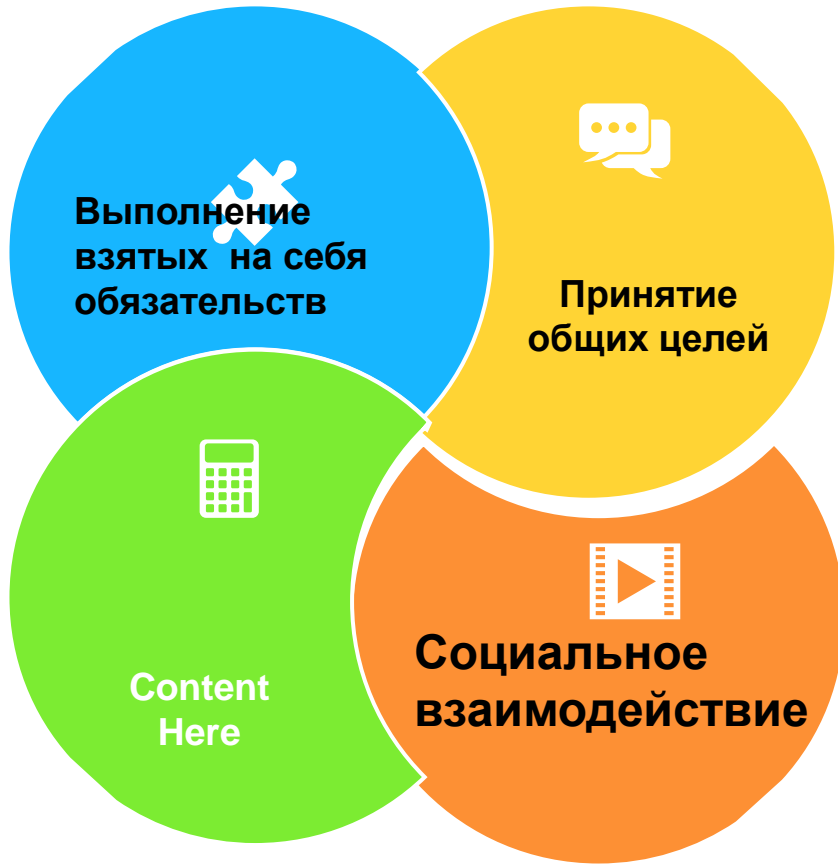 Выполнение
взятых  на себя
обязательств
Принятие
общих целей
Content
Here
Социальное
взаимодействие